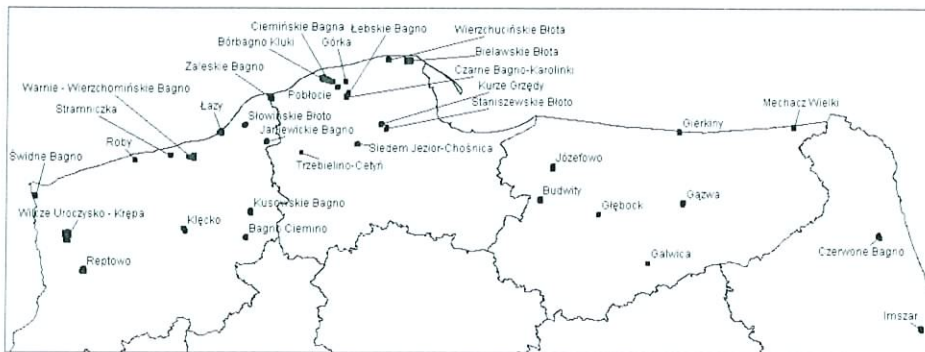 Ciemińskie Bagna
Łebskie Bagno
Wierzchucińskie Błota
Bórbagno Kluki
Górka
Bielawskie Błota
Zaleskie Bagno
Czarne Bagno-Karolinki
Warnie - Wierzchomińskie Bagno
Pobłocie
Kurze Grzędy
Stramniczka
Staniszewskie Błoto
Łazy
Słowińskie Błoto
Mechacz Wielki
Roby
Janiewickie Bagno
Gierkiny
Siedem Jezior-Chośnica
Świdne Bagno
Trzebielino-Cetyń
Józefowo
Budwity
Gązwa
Kusowskie Bagno
Głębock
Wilcze Uroczysko - Krępa
Klęcko
Bagno Ciemino
Czerwone Bagno
Reptowo
Galwica
Imszar